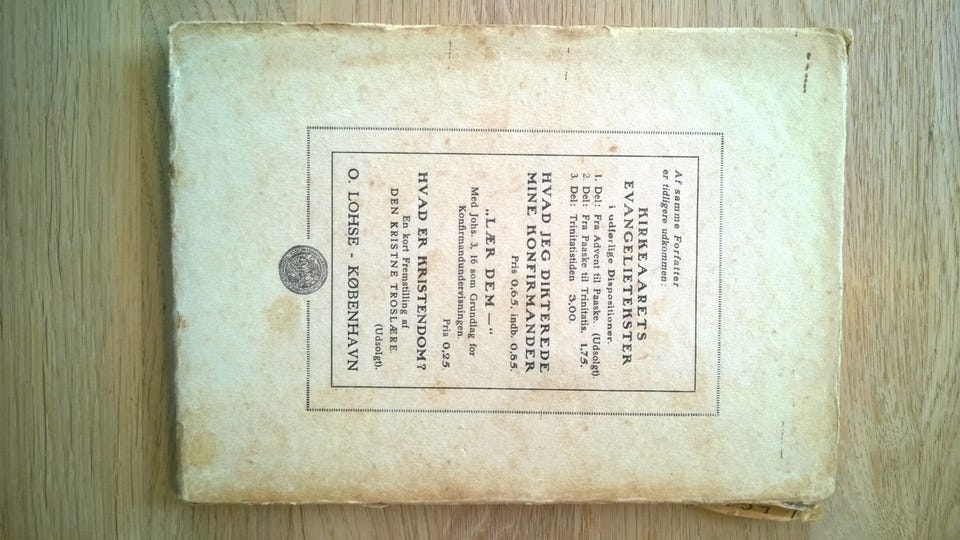 Af samme Forfatter
er tidligere udkommen:
KIRKEAARETS
EVANGELIETEKSTER
i udførlige Dispositioner.
1. Del: Fra Advent til Paaske. (Udsolgt).
2. Del: Fra Paaske til Trinitatis. 1,75.
3. Del: Trinitatistiden 3,00.
HVAD JEG DIKTEREDE
MINE KONFIRMANDER
Pris 0,65, indb. 0,85.
„LÆR DEM —“
Med Johs. 3, 16 som Grundlag for
Konfirmandundervisningen.
Pris 0,25.
HVAD ER KRISTENDOM?
En kort Fremstilling af
DEN KRISTNE TROSLÆRE
(Udsolgt).
O. LOHSE - KØBENHAVN